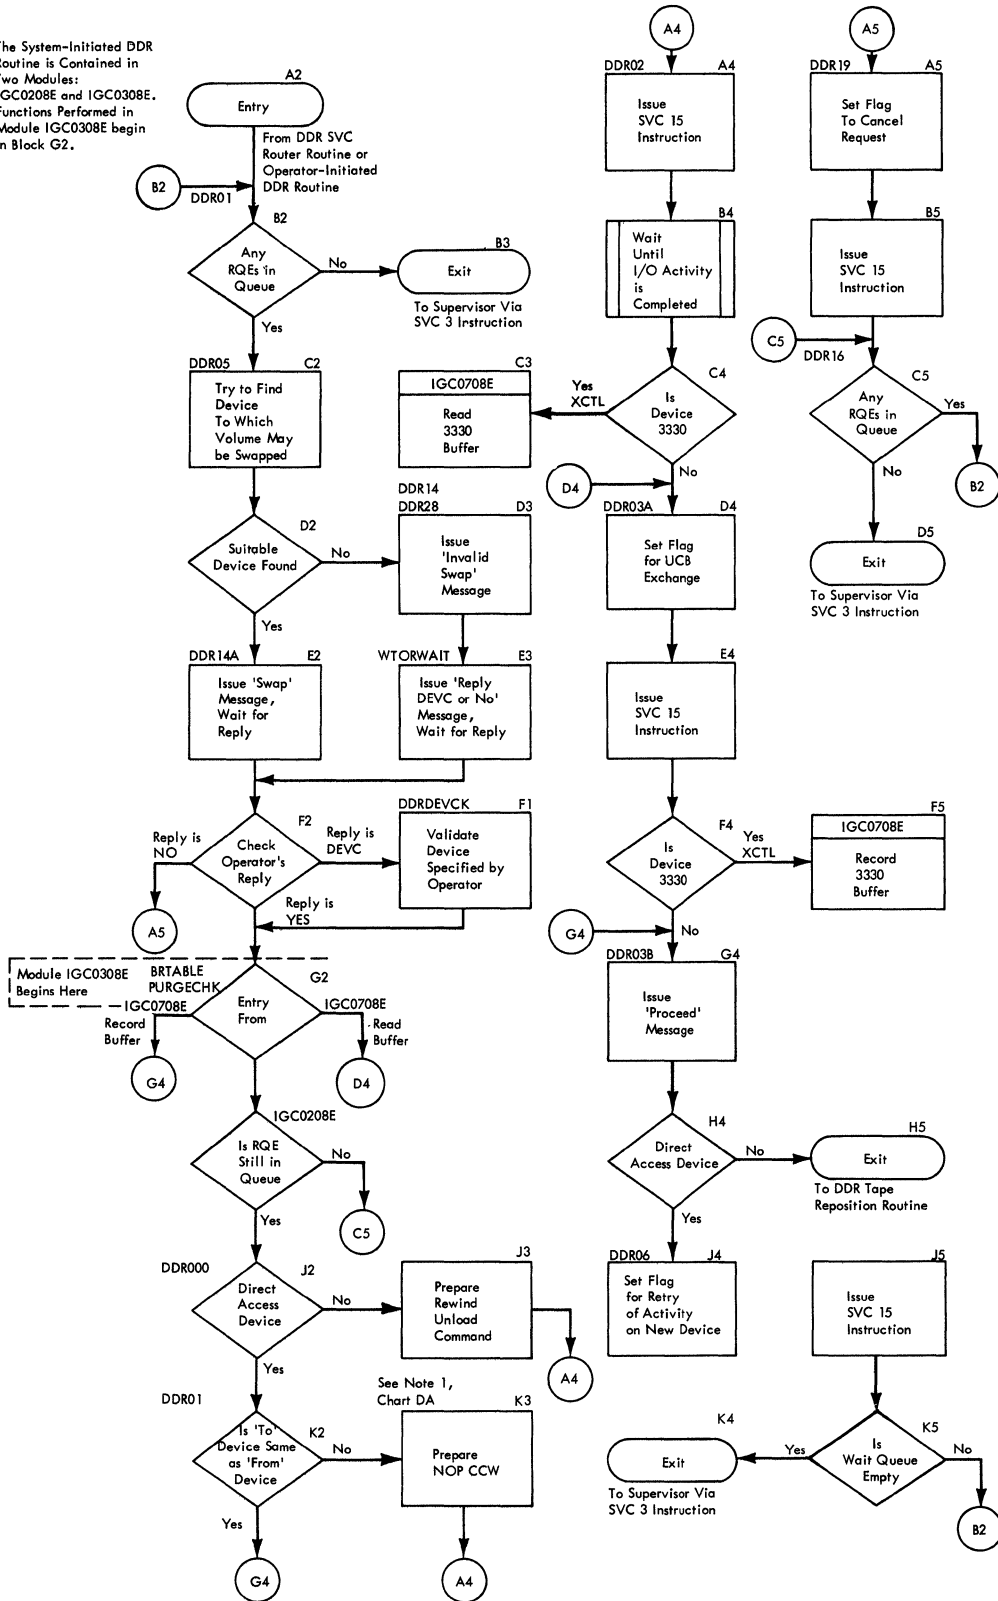 The System-Initiated DDR
Routine is Contained in
Two Modules:
IGC0208E and IGC0308E.
Functions Performed in
Module IGC0308E begin
in Block G2.
A2
Entry
From DDR SVC
Router Routine or
Operator-Initiated
DDR Routine
B2
DDR01
B2
Any
RQEs in
Queue
No
Yes
B3
Exit
To Supervisor Via
SVC 3 Instruction
DDR05
C2
Try to Find
Device
To Which
Volume May
be Swapped
C3
IGC0708E
Read
3330
Buffer
D2
Suitable
Device Found
No
Yes
DDR14
DDR28
D3
Issue
'Invalid
Swap'
Message
DDR14A
E2
Issue 'Swap'
Message,
Wait for
Reply
WTORWAIT
E3
Issue 'Reply
DEVC or No'
Message,
Wait for Reply
F2
Check
Operator's
Reply
Reply is
NO
A5
Reply is
DEVC
DDRDEVCK
F1
Validate
Device
Specified by
Operator
Reply is
YES
Module IGC0308E
Begins Here
BRTABLE
PURGECHK
G2
Entry
From
IGC0708E
Record
Buffer
G4
IGC0708E
Read
Buffer
D4
IGC0208E
Is RQE
Still in
Queue
No
C5
Yes
DDR000
J2
Direct
Access
Device
No
Yes
J3
Prepare
Rewind
Unload
Command
A4
DDR01
K2
Is 'To'
Device Same
as 'From'
Device
No
Yes
G4
See Note 1,
Chart DA
K3
Prepare
NOP CCW
A4
A4
DDR02
A4
Issue
SVC 15
Instruction
B4
Wait
Until
I/O Activity
is
Completed
C4
Is
Device
3330
Yes
XCTL
No
D4
DDR03A
D4
Set Flag
for UCB
Exchange
E4
Issue
SVC 15
Instruction
F4
Is
Device
3330
Yes
XCTL
No
F5
IGC0708E
Record
3330
Buffer
G4
DDR03B
G4
Issue
'Proceed'
Message
H4
Direct
Access Device
No
Yes
H5
Exit
To DDR Tape
Reposition Routine
DDR06
J4
Set Flag
for Retry
of Activity
on New Device
A5
DDR19
A5
Set Flag
To Cancel
Request
B5
Issue
SVC 15
Instruction
C5
DDR16
C5
Any
RQEs in
Queue
Yes
B2
No
D5
Exit
To Supervisor Via
SVC 3 Instruction
J5
Issue
SVC 15
Instruction
K5
Is
Wait Queue
Empty
Yes
No
B2
K4
Exit
To Supervisor Via
SVC 3 Instruction